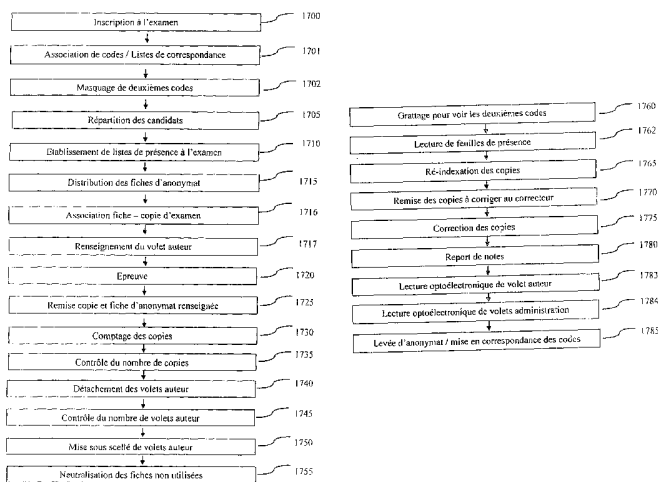 Inscription à l'examen 1700
Association de codes / Listes de correspondance 1701
Masquage de deuxièmes codes 1702
Répartition des candidats 1705
Etablissement de listes de présence à l'examen 1710
Distribution des fiches d'anonymat 1715
Association fiche – copie d'examen 1716
Renseignement du volet auteur 1717
Epreuve 1720
Remise copie et fiche d'anonymat renseignée 1725
Comptage des copies 1730
Contrôle du nombre de copies 1735
Détachement des volets auteur 1740
Contrôle du nombre de volets auteur 1745
Mise sous scellé de volets auteur 1750
Neutralisation des fiches non utilisées 1755
Grattage pour voir les deuxièmes codes 1760
Lecture de feuilles de présence 1762
Ré-indexation des copies 1765
Remise des copies à corriger au correcteur 1770
Correction des copies 1775
Report de notes 1780
Lecture optoélectronique de volet auteur 1783
Lecture optoélectronique de volets administration 1784
Levée d'anonymat / mise en correspondance des codes 1785